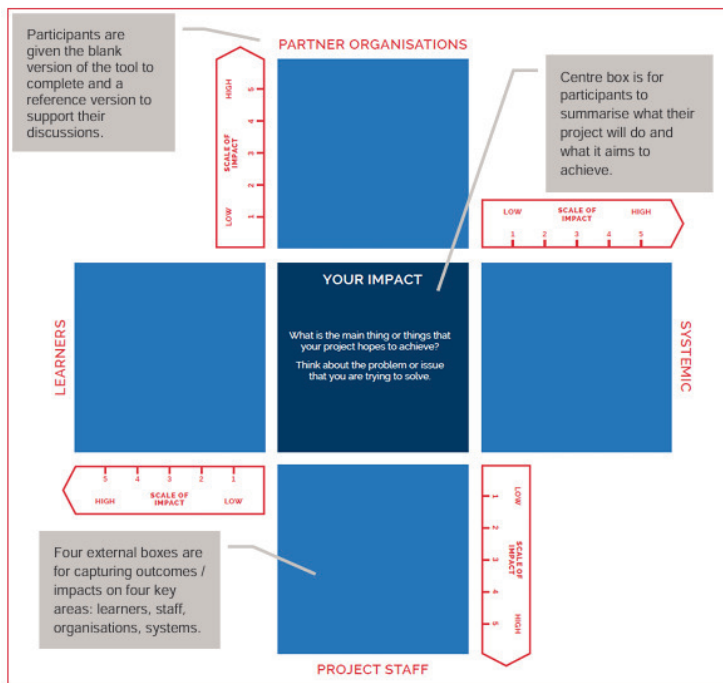 Participants are
given the blank
version of the tool to
complete and a
reference version to
support their
discussions.
PARTNER ORGANISATIONS
HIGH
SCALE OF
IMPACT
LOW
5
4
3
2
1
Centre box is for
participants to
summarise what their
project will do and
what it aims to
achieve.
LOW
SCALE OF
IMPACT
HIGH
1 2 3 4 5
LEARNERS
YOUR IMPACT
What is the main thing or things that
your project hopes to achieve?
Think about the problem or issue
that you are trying to solve.
SYSTEMIC
5 4 3 2 1
HIGH
SCALE OF
IMPACT
LOW
LOW
SCALE OF
IMPACT
HIGH
1
2
3
4
5
Four external boxes are
for capturing outcomes /
impacts on four key
areas: learners, staff,
organisations, systems.
PROJECT STAFF